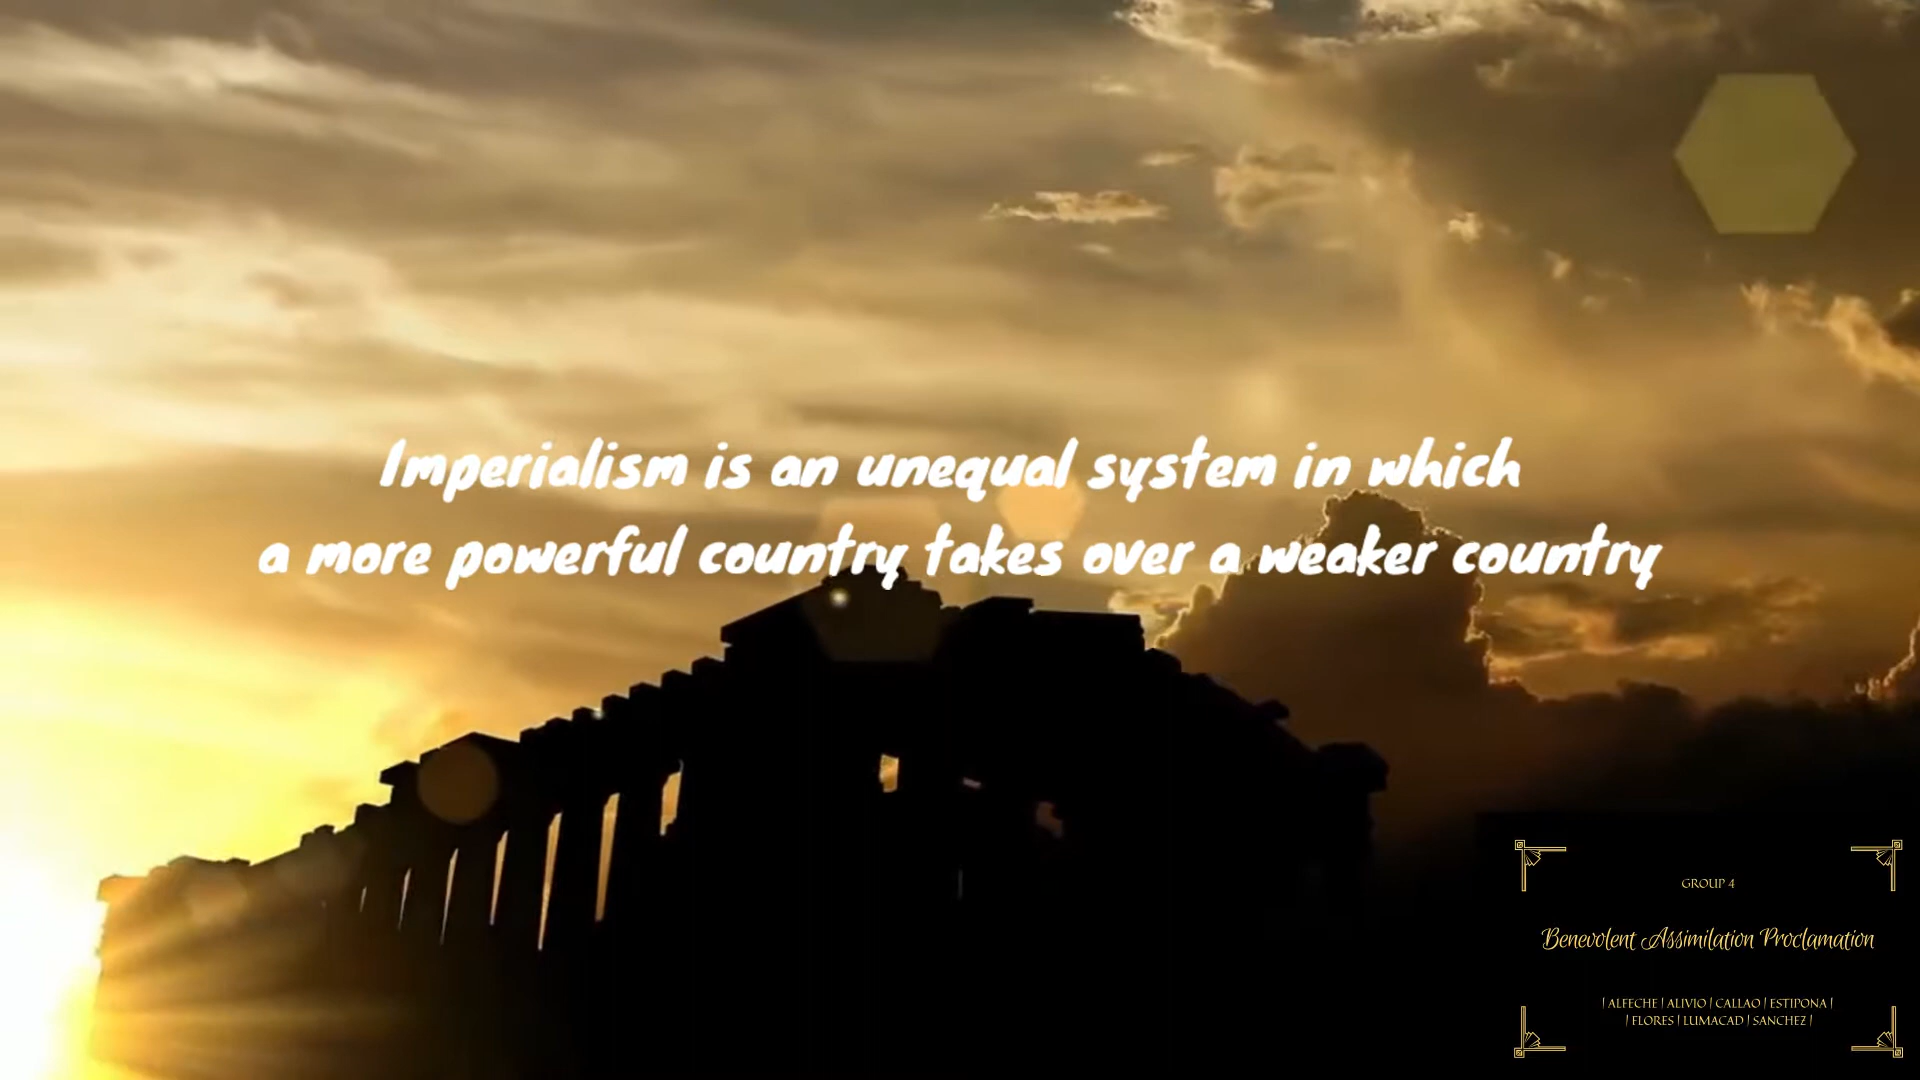 Imperialism is an unequal system in which
a more powerful country takes over a weaker country
GROUP 4
Benevolent Assimilation Proclamation
| ALFECHE | ALIVIO | CALLAO | ESTIPONA |
| FLORES | LUMACAD | SANCHEZ |